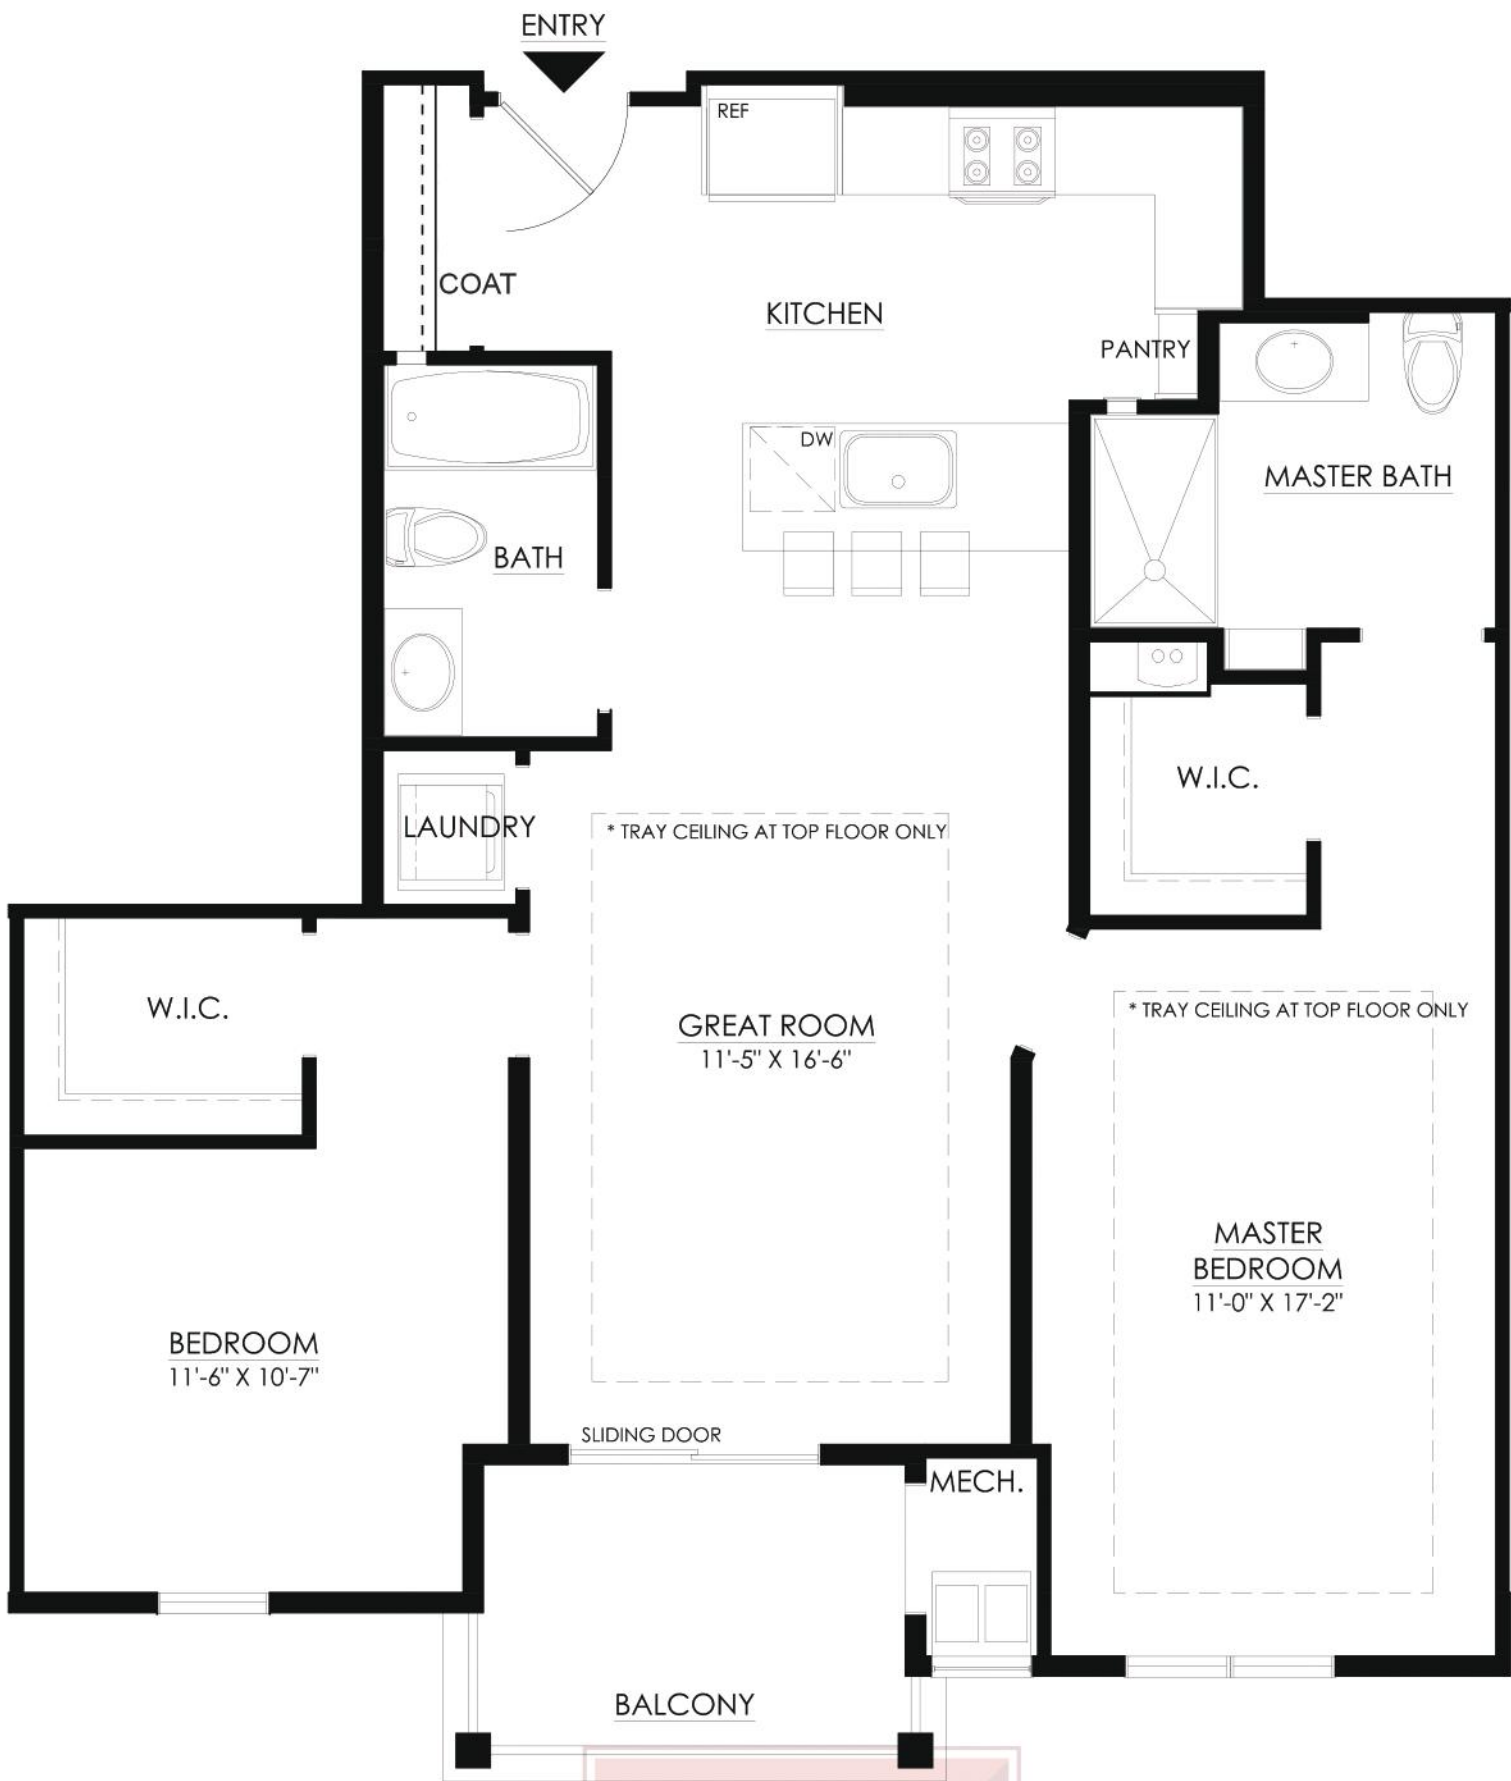 ENTRY
REF
COAT
KITCHEN
PANTRY
DW
MASTER BATH
BATH
W.I.C.
LAUNDRY
* TRAY CEILING AT TOP FLOOR ONLY
W.I.C.
GREAT ROOM
11'-5" X 16'-6"
* TRAY CEILING AT TOP FLOOR ONLY
MASTER
BEDROOM
11'-0" X 17'-2"
BEDROOM
11'-6" X 10'-7"
SLIDING DOOR
MECH.
BALCONY